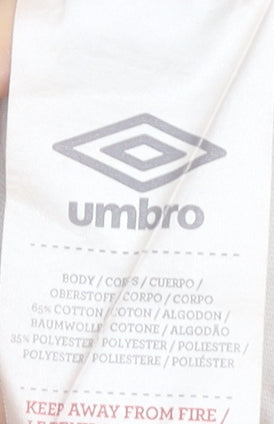 umbro
BODY / CORPS / CUERPO /
OBERSTOFF / CORPO / CORPO
65% COTTON / COTON / ALGODON /
BAUMWOLLE / COTONE / ALGODÃO
35% POLYESTER / POLYESTER / POLIESTER /
POLYESTER / POLIESTERE / POLIÉSTER
KEEP AWAY FROM FIRE /